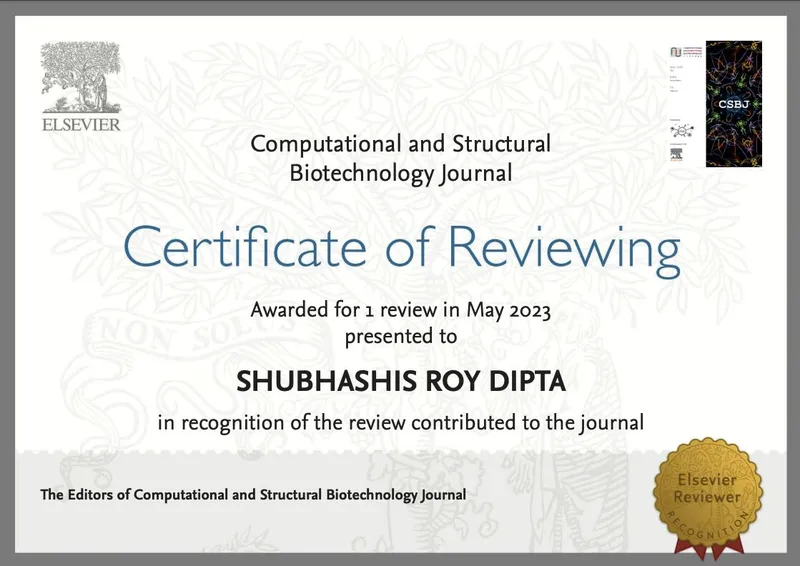 ELSEVIER
CSBJ
Computational and Structural
Biotechnology Journal
Certificate of Reviewing
Awarded for 1 review in May 2023
presented to
NON SOLUS
SHUBHASHIS ROY DIPTA
in recognition of the review contributed to the journal
The Editors of Computational and Structural Biotechnology Journal
Elsevier
Reviewer
RECOGNITION